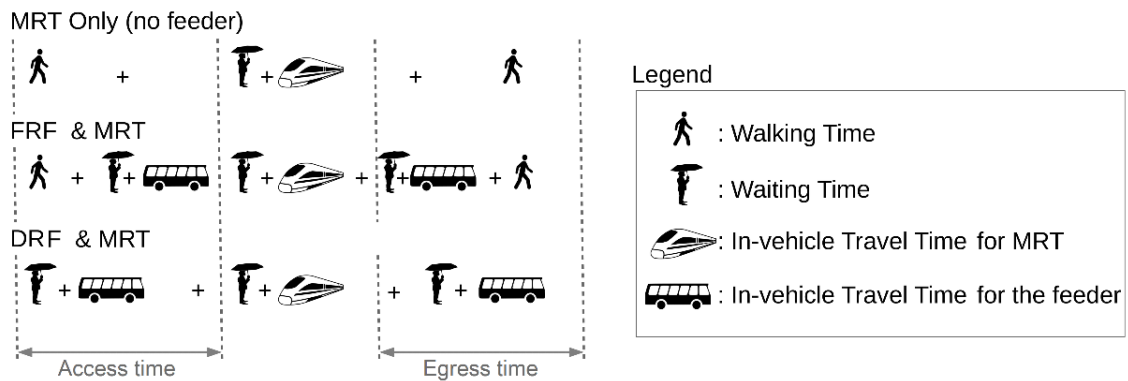 MRT Only (no feeder)
+ + +
FRF & MRT
+ + + + + +
DRF & MRT
+ + + + +
Access time
Egress time
Legend
: Walking Time
: Waiting Time
: In-vehicle Travel Time for MRT
: In-vehicle Travel Time for the feeder